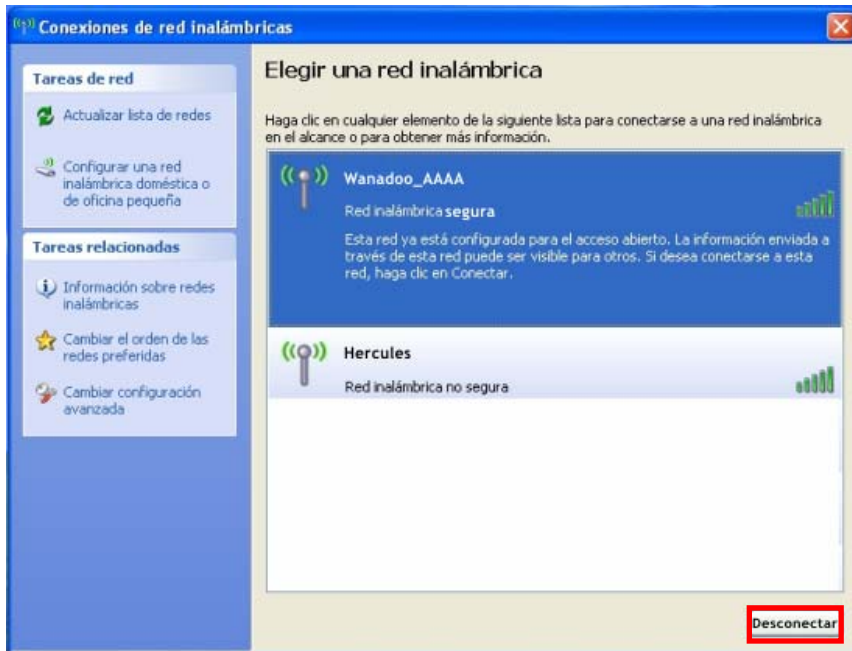 Conexiones de red inalámbricas
Tareas de red
Actualizar lista de redes
Configurar una red
inalámbrica doméstica o
de oficina pequeña
Tareas relacionadas
Información sobre redes
inalámbricas
Cambiar el orden de las
redes preferidas
Cambiar configuración
avanzada
Elegir una red inalámbrica
Haga clic en cualquier elemento de la siguiente lista para conectarse a una red inalámbrica
en el alcance o para obtener más información.
Wanadoo_AAAA
Red inalámbrica segura
Esta red ya está configurada para el acceso abierto. La información enviada a
través de esta red puede ser visible para otros. Si desea conectarse a esta
red, haga clic en Conectar.
Hercules
Red inalámbrica no segura
Desconectar